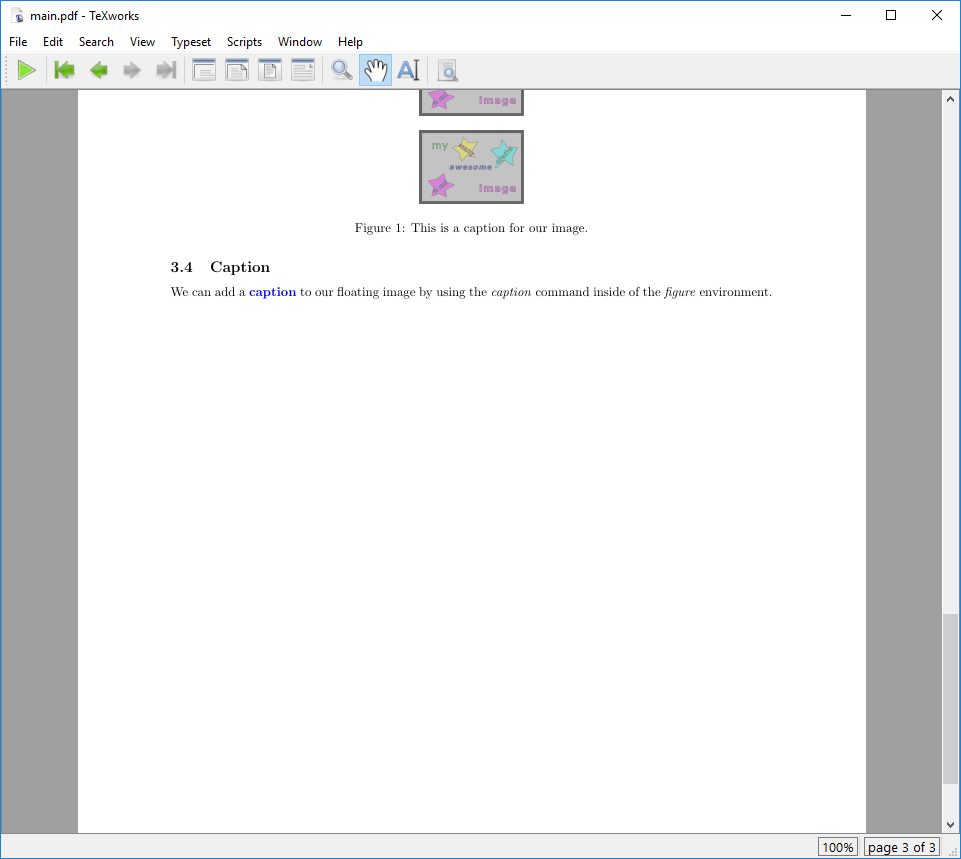 main.pdf - TeXworks
File Edit Search View Typeset Scripts Window Help
image
my
awesome
image
Figure 1: This is a caption for our image.
3.4 Caption
We can add a caption to our floating image by using the caption command inside of the figure environment.
100% page 3 of 3